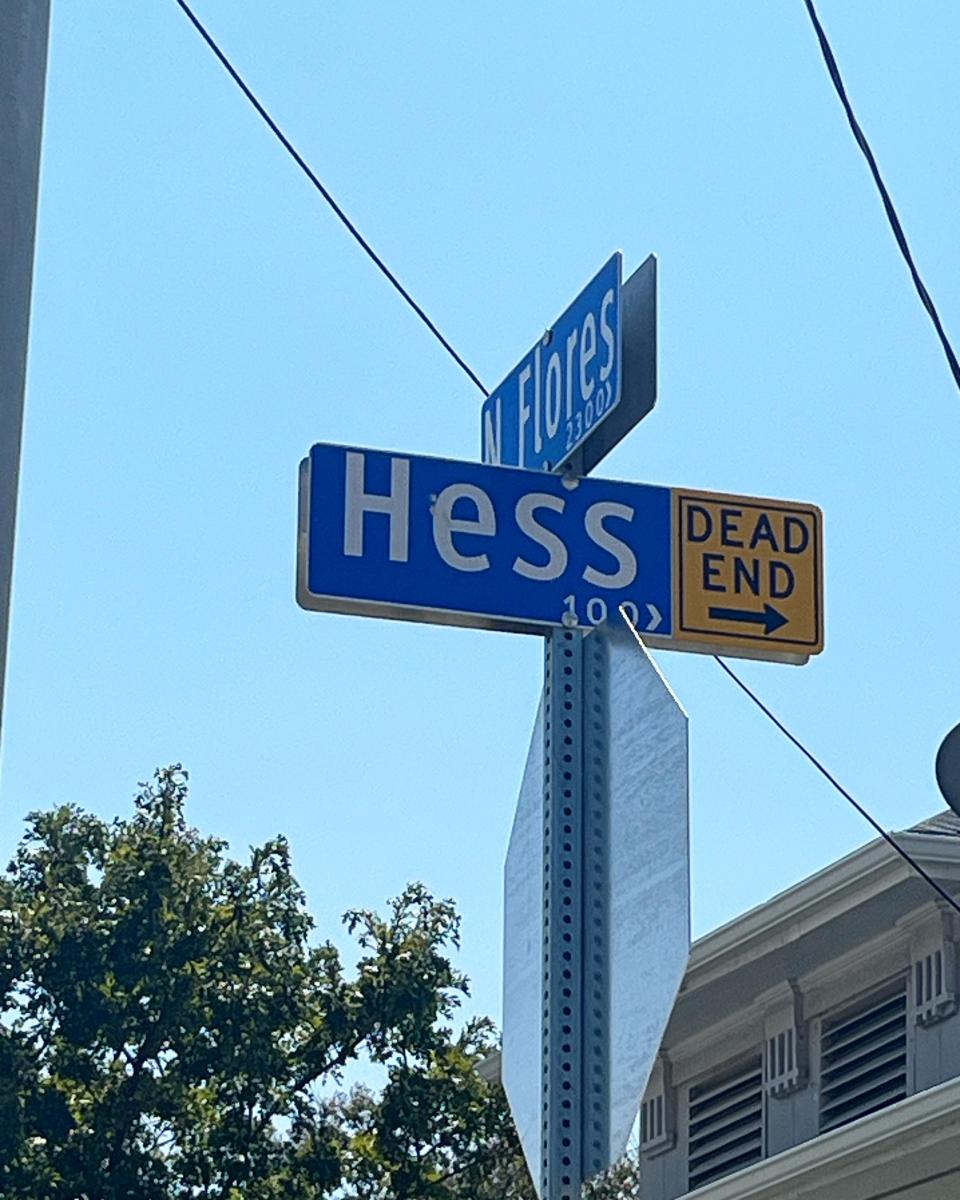 N Flores
2300>
Hess
100>
DEAD
END